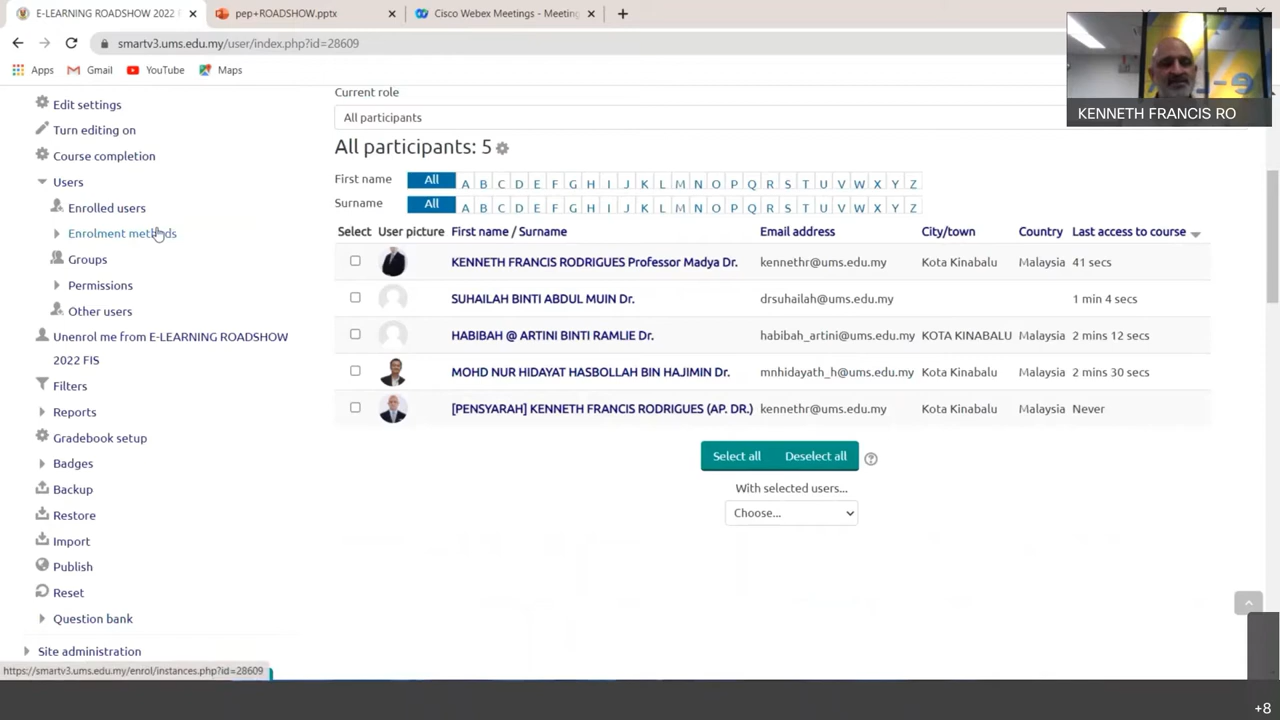 E-LEARNING ROADSHOW 2022
pep+ROADSHOW.pptx
Cisco Webex Meetings - Meeting
smartv3.ums.edu.my/user/index.php?id=28609
Apps
Gmail
YouTube
Maps
KENNETH FRANCIS RO
Edit settings
Turn editing on
Course completion
Users
Enrolled users
Enrolment methods
Groups
Permissions
Other users
Unenrol me from E-LEARNING ROADSHOW
2022 FIS
Filters
Reports
Gradebook setup
Badges
Backup
Restore
Import
Publish
Reset
Question bank
Site administration
https://smartv3.ums.edu.my/enrol/instances.php?id=28609
Current role
All participants
All participants: 5
First name All A B C D E F G H I J K L M N O P Q R S T U V W X Y Z
Surname All A B C D E F G H I J K L M N O P Q R S T U V W X Y Z
Select User picture First name / Surname Email address City/town Country Last access to course
KENNETH FRANCIS RODRIGUES Professor Madya Dr. kennethr@ums.edu.my Kota Kinabalu Malaysia 41 secs
SUHAILAH BINTI ABDUL MUIN Dr. drsuhailah@ums.edu.my 1 min 4 secs
HABIBAH @ ARTINI BINTI RAMLIE Dr. habibah_artini@ums.edu.my KOTA KINABALU Malaysia 2 mins 12 secs
MOHD NUR HIDAYAT HASBOLLAH BIN HAJIMIN Dr. mnhidayath_h@ums.edu.my Kota Kinabalu Malaysia 2 mins 30 secs
[PENSYARAH] KENNETH FRANCIS RODRIGUES (AP. DR.) kennethr@ums.edu.my Kota Kinabalu Malaysia Never
Select all Deselect all
With selected users...
Choose...
+8